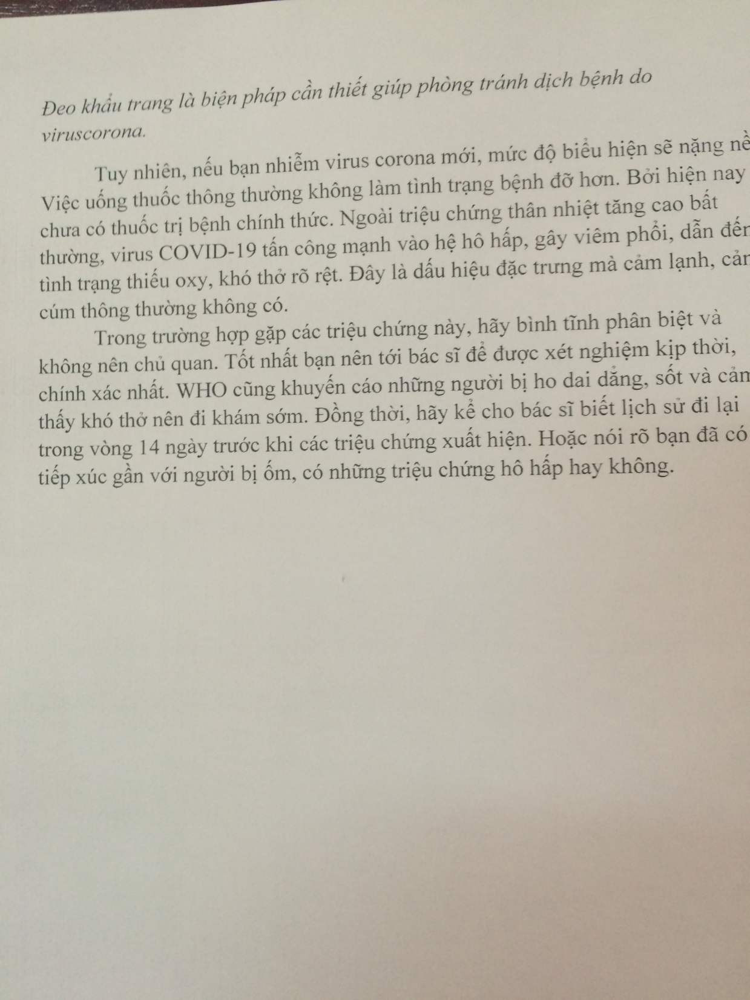 Đeo khẩu trang là biện pháp cần thiết giúp phòng tránh dịch bệnh do
viruscorona.
Tuy nhiên, nếu bạn nhiễm virus corona mới, mức độ biểu hiện sẽ nặng nề
Việc uống thuốc thông thường không làm tình trạng bệnh đỡ hơn. Bởi hiện nay
chưa có thuốc trị bệnh chính thức. Ngoài triệu chứng thân nhiệt tăng cao bất
thường, virus COVID-19 tấn công mạnh vào hệ hô hấp, gây viêm phổi, dẫn đến
tình trạng thiếu oxy, khó thở rõ rệt. Đây là dấu hiệu đặc trưng mà cảm lạnh,
cúm thông thường không có.
Trong trường hợp gặp các triệu chứng này, hãy bình tĩnh phân biệt và
không nên chủ quan. Tốt nhất bạn nên tới bác sĩ để được xét nghiệm kịp thời,
chính xác nhất. WHO cũng khuyến cáo những người bị ho dai dẳng, sốt và cảm
thấy khó thở nên đi khám sớm. Đồng thời, hãy kể cho bác sĩ biết lịch sử đi lại
trong vòng 14 ngày trước khi các triệu chứng xuất hiện. Hoặc nói rõ bạn đã có
tiếp xúc gần với người bị ốm, có những triệu chứng hô hấp hay không.